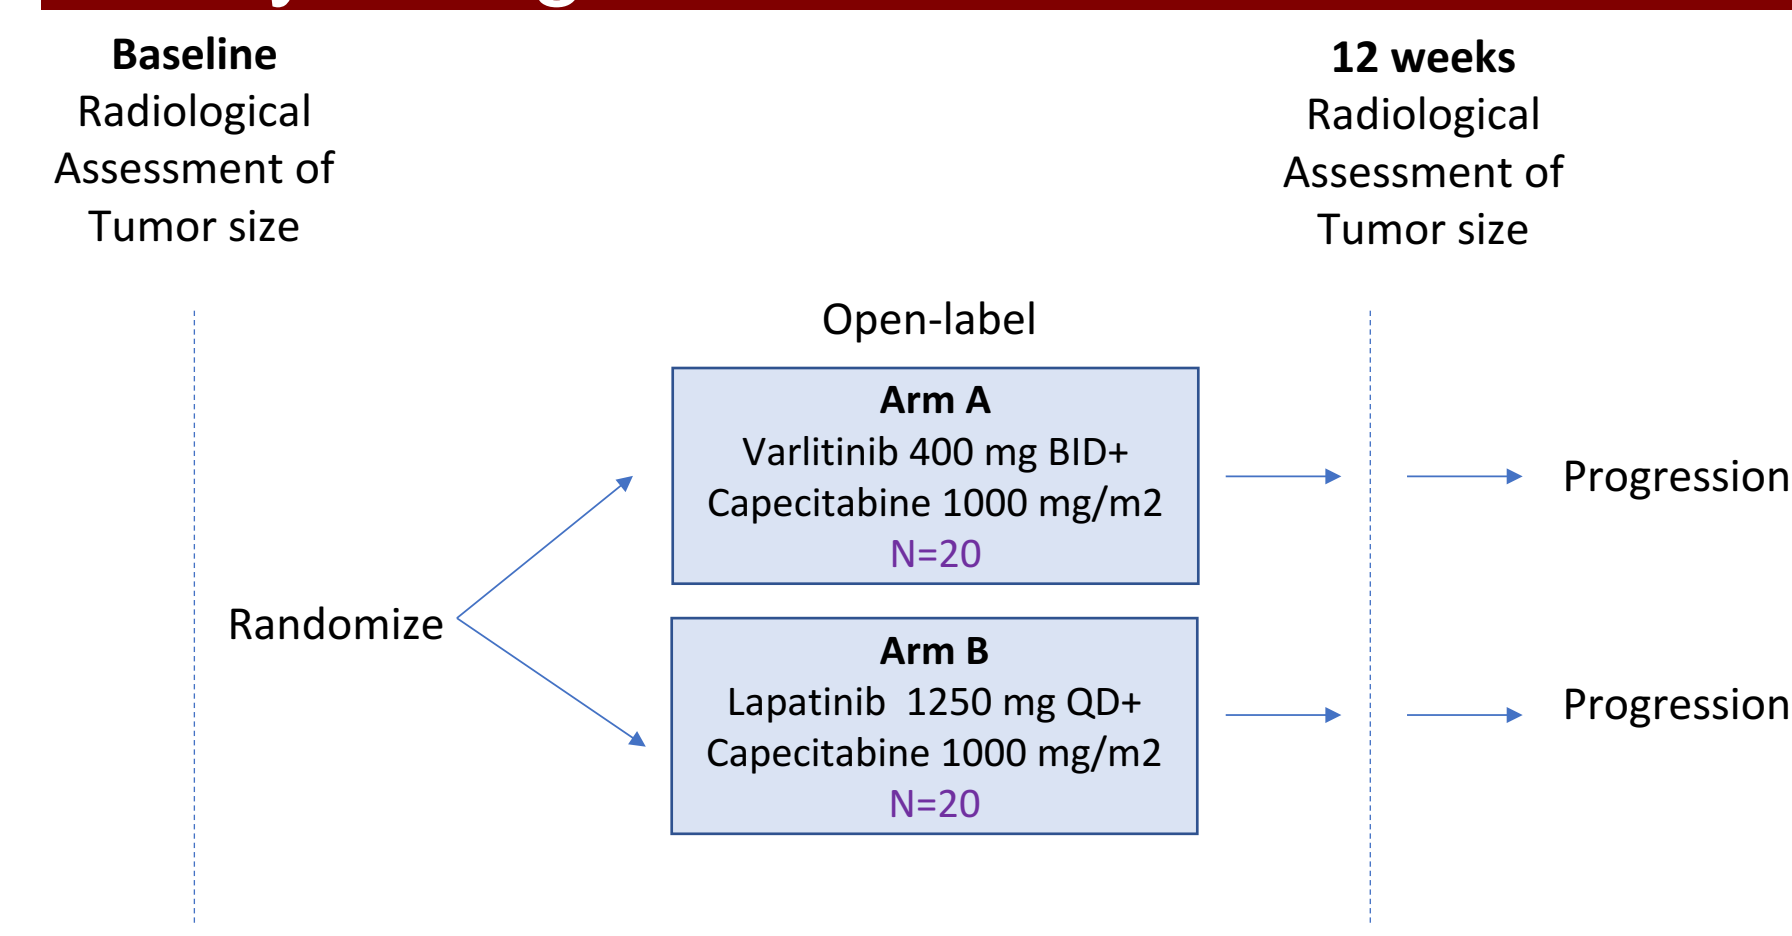 Baseline
Radiological
Assessment of
Tumor size
12 weeks
Radiological
Assessment of
Tumor size
Open-label
Arm A
Varlitinib 400 mg BID+
Capecitabine 1000 mg/m2
N=20
Progression
Randomize
Arm B
Lapatinib  1250 mg QD+
Capecitabine 1000 mg/m2
N=20
Progression